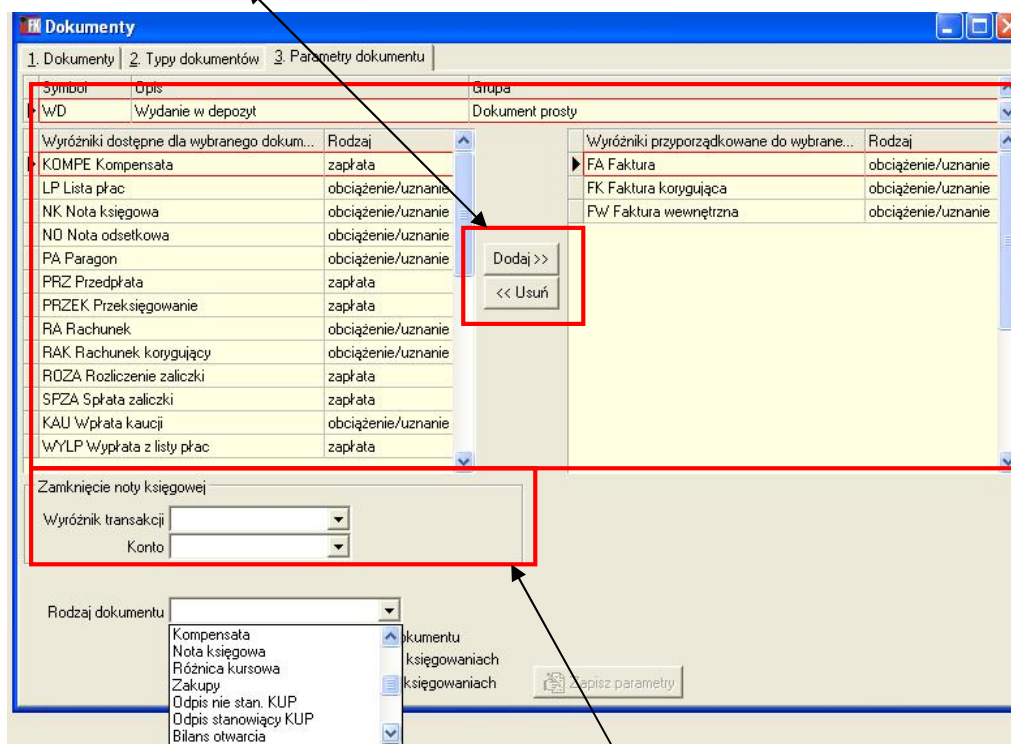 FK Dokumenty
1. Dokumenty 2. Typy dokumentów 3. Parametry dokumentu
Symbol Opis Grupa
WD Wydanie w depozyt Dokument prosty
Wyróżniki dostępne dla wybranego dokum... Rodzaj Wyróżniki przyporządkowane do wybrane... Rodzaj
KOMPE Kompensata zapłata FA Faktura obciążenie/uznanie
LP Lista płac obciążenie/uznanie FK Faktura korygująca obciążenie/uznanie
NK Nota księgowa obciążenie/uznanie FW Faktura wewnętrzna obciążenie/uznanie
NO Nota odsetkowa obciążenie/uznanie
PA Paragon obciążenie/uznanie Dodaj >>
PRZ Przedpłata zapłata
<< Usuń
PRZEK Przeksięgowanie zapłata
RA Rachunek obciążenie/uznanie
RAK Rachunek korygujący obciążenie/uznanie
ROZA Rozliczenie zaliczki zapłata
SPZA Spłata zaliczki zapłata
KAU Wpłata kaucji obciążenie/uznanie
WYLP Wypłata z listy płac zapłata
Zamknięcie noty księgowej
Wyróżnik transakcji
Konto
Rodzaj dokumentu
Kompensata okumentu
Nota księgowa księgowaniach
Różnica kursowa
Zakupy księgowaniach Zapisz parametry
Odpis nie stan. KUP
Odpis stanowiący KUP
Bilans otwarcia